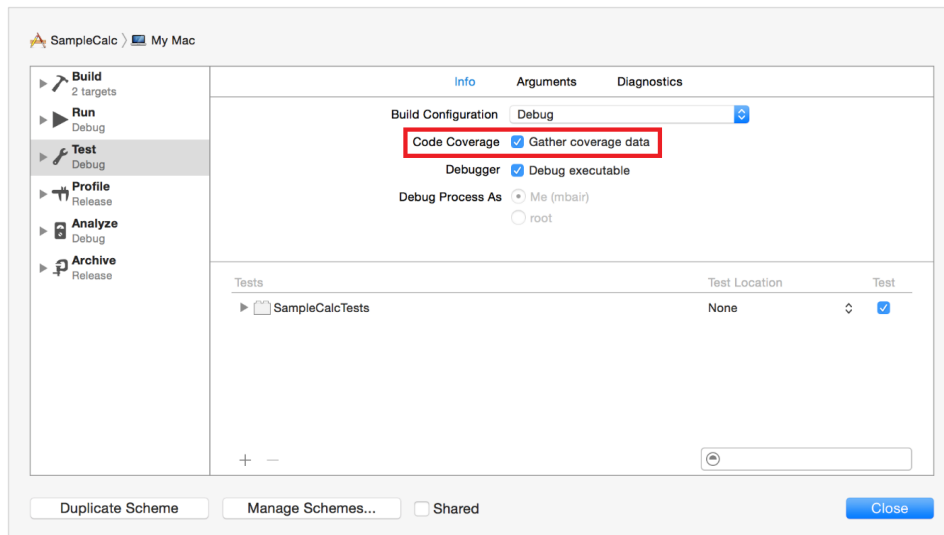 SampleCalc My Mac
Build
2 targets
Run
Debug
Test
Debug
Profile
Release
Analyze
Debug
Archive
Release
Info Arguments Diagnostics
Build Configuration Debug
Code Coverage Gather coverage data
Debugger Debug executable
Debug Process As Me (mbair)
root
Tests Test Location Test
SampleCalcTests None
Duplicate Scheme Manage Schemes... Shared Close